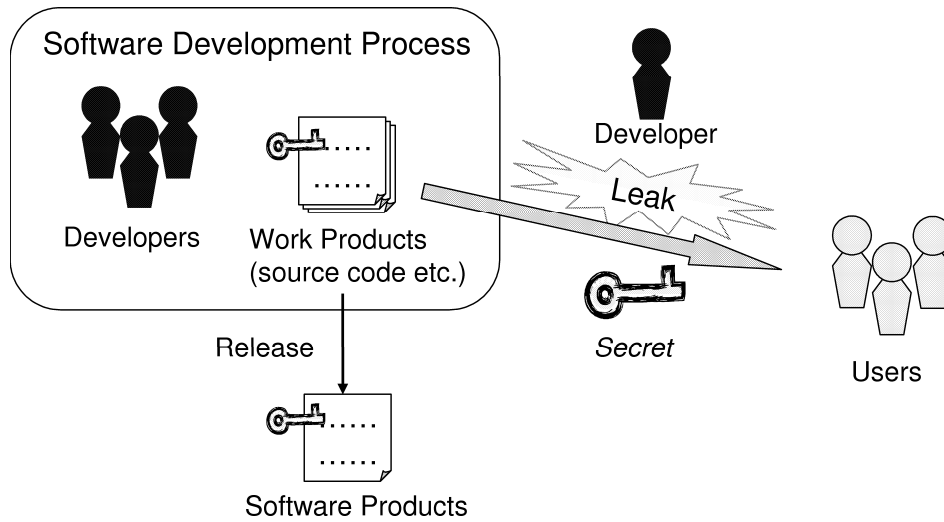 Software Development Process
Developers
Work Products
(source code etc.)
Developer
Leak
Secret
Users
Release
Software Products